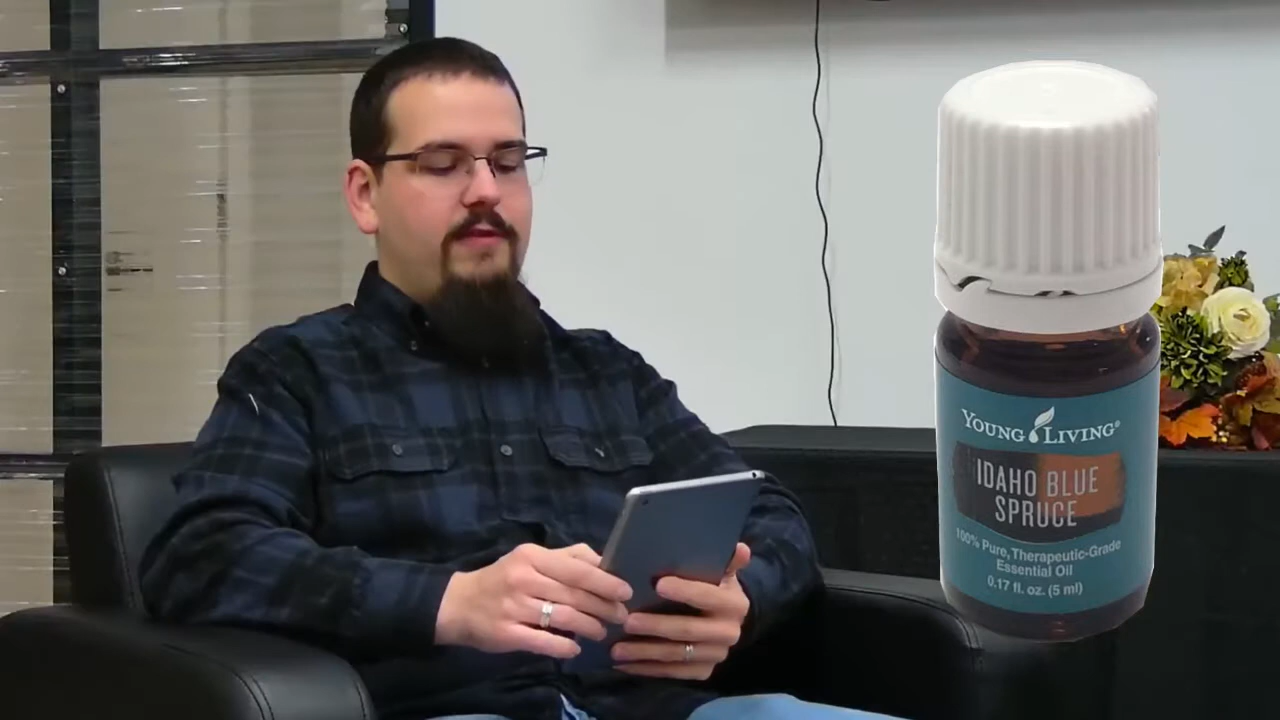 YOUNG LIVING®
IDAHO BLUE
SPRUCE
100% Pure, Therapeutic-Grade
Essential Oil
0.17 fl. oz. (5 ml)